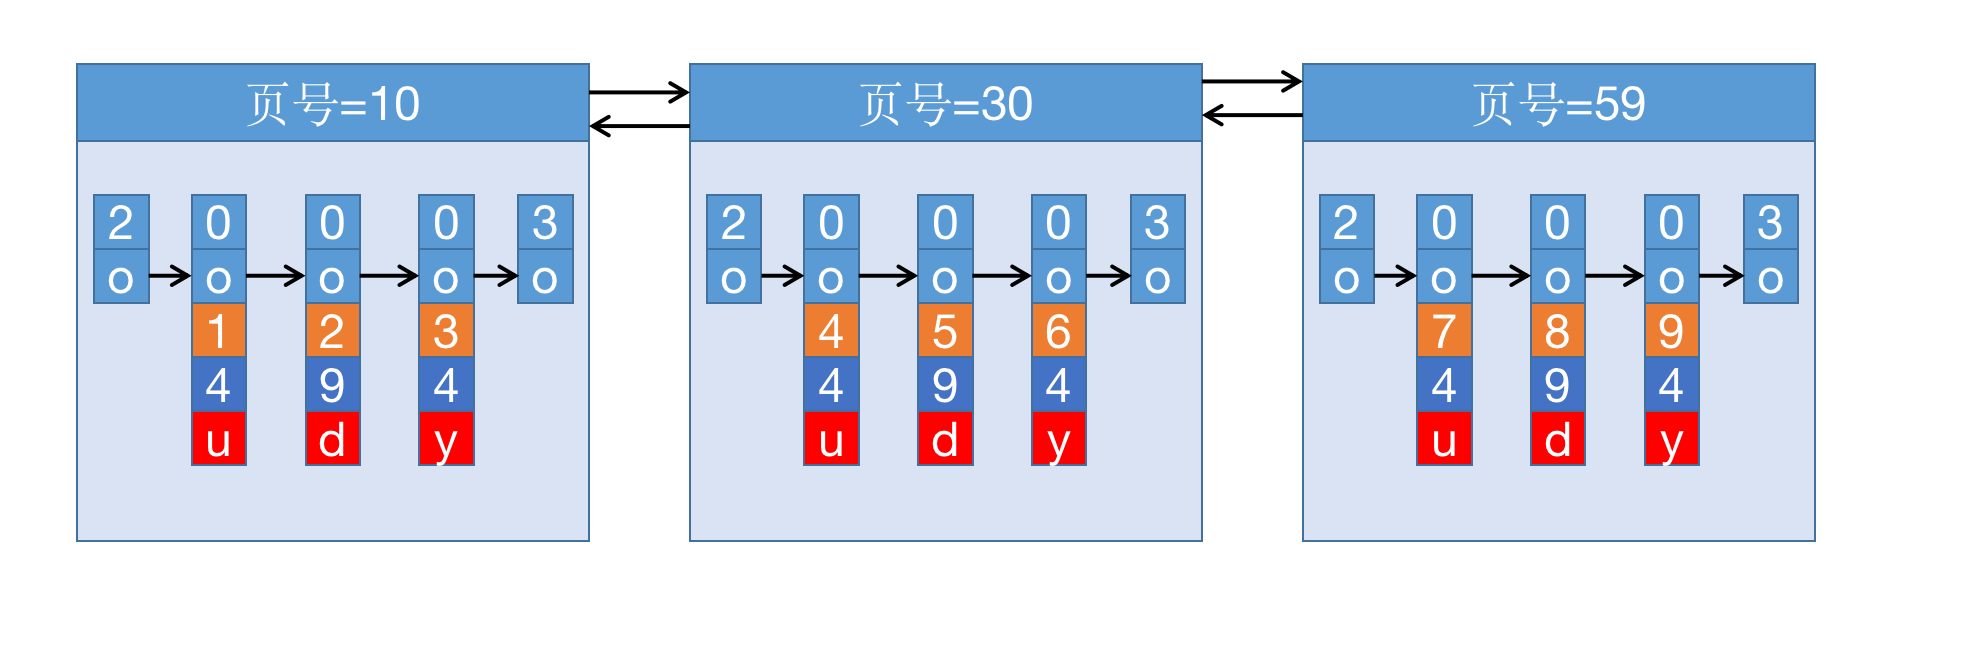 页号=10 页号=30 页号=59
2 0 0 0 3 2 0 0 0 3 2 0 0 0 3
o o o o o o o o o o o o o o o
1 2 3 4 5 6 7 8 9
4 9 4 4 9 4 4 9 4
u d y u d y u d y